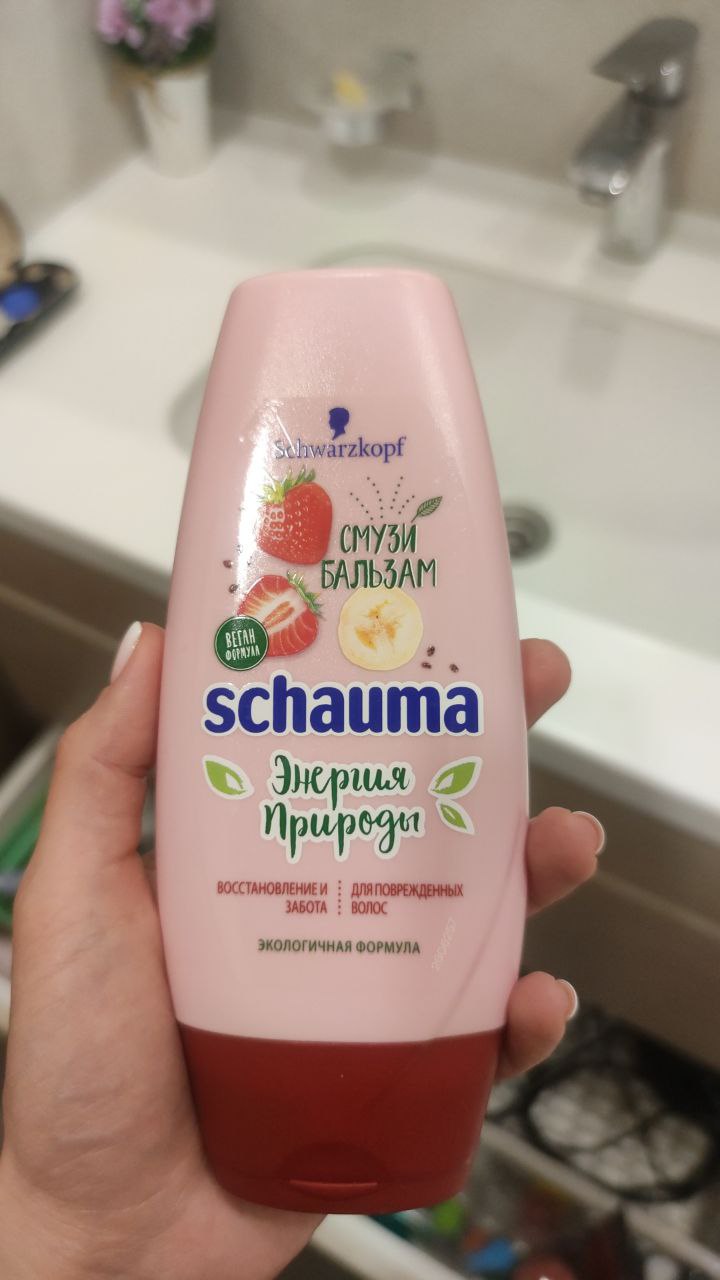 Schwarzkopf
СМУЗИ
БАЛЬЗАМ
ВЕГАН
ФОРМУЛА
schauma
Энергия
Природы
ВОССТАНОВЛЕНИЕ И
ЗАБОТА
ДЛЯ ПОВРЕЖДЕННЫХ
ВОЛОС
ЭКОЛОГИЧНАЯ ФОРМУЛА